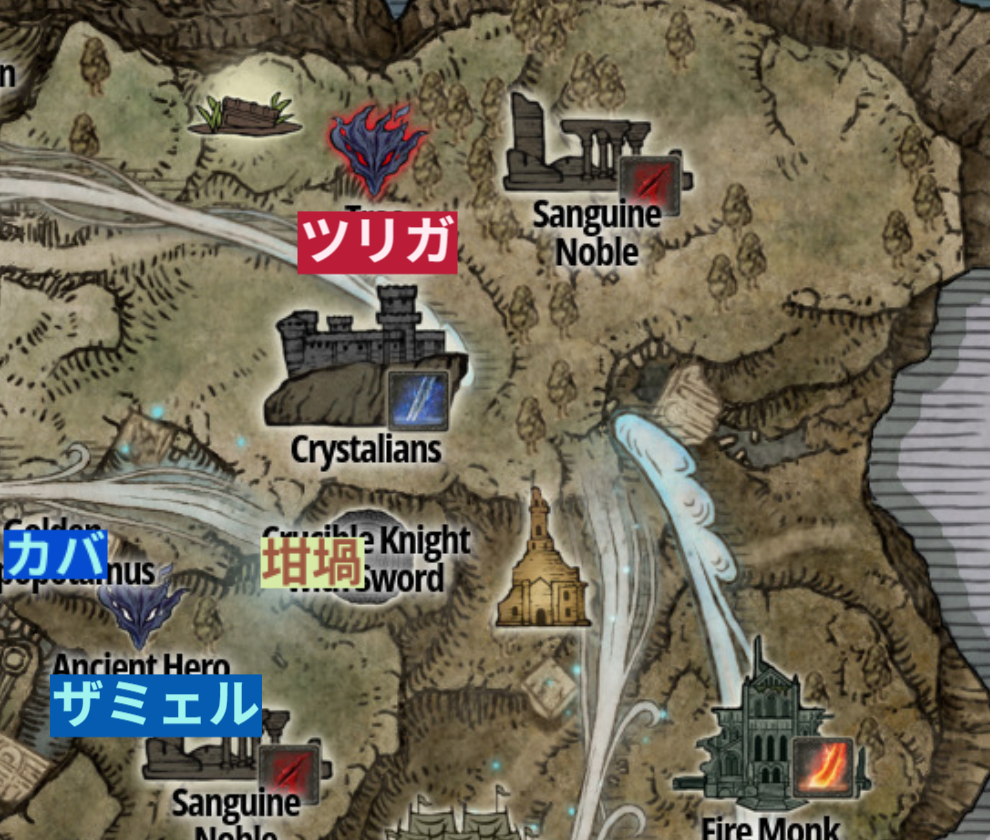 n
ツリガ
Sanguine
Noble
Crystalians
カバ
坩堝
Knight
Sword
Ancient Hero
ザミェル
Sanguine
Noble
Fire Monk